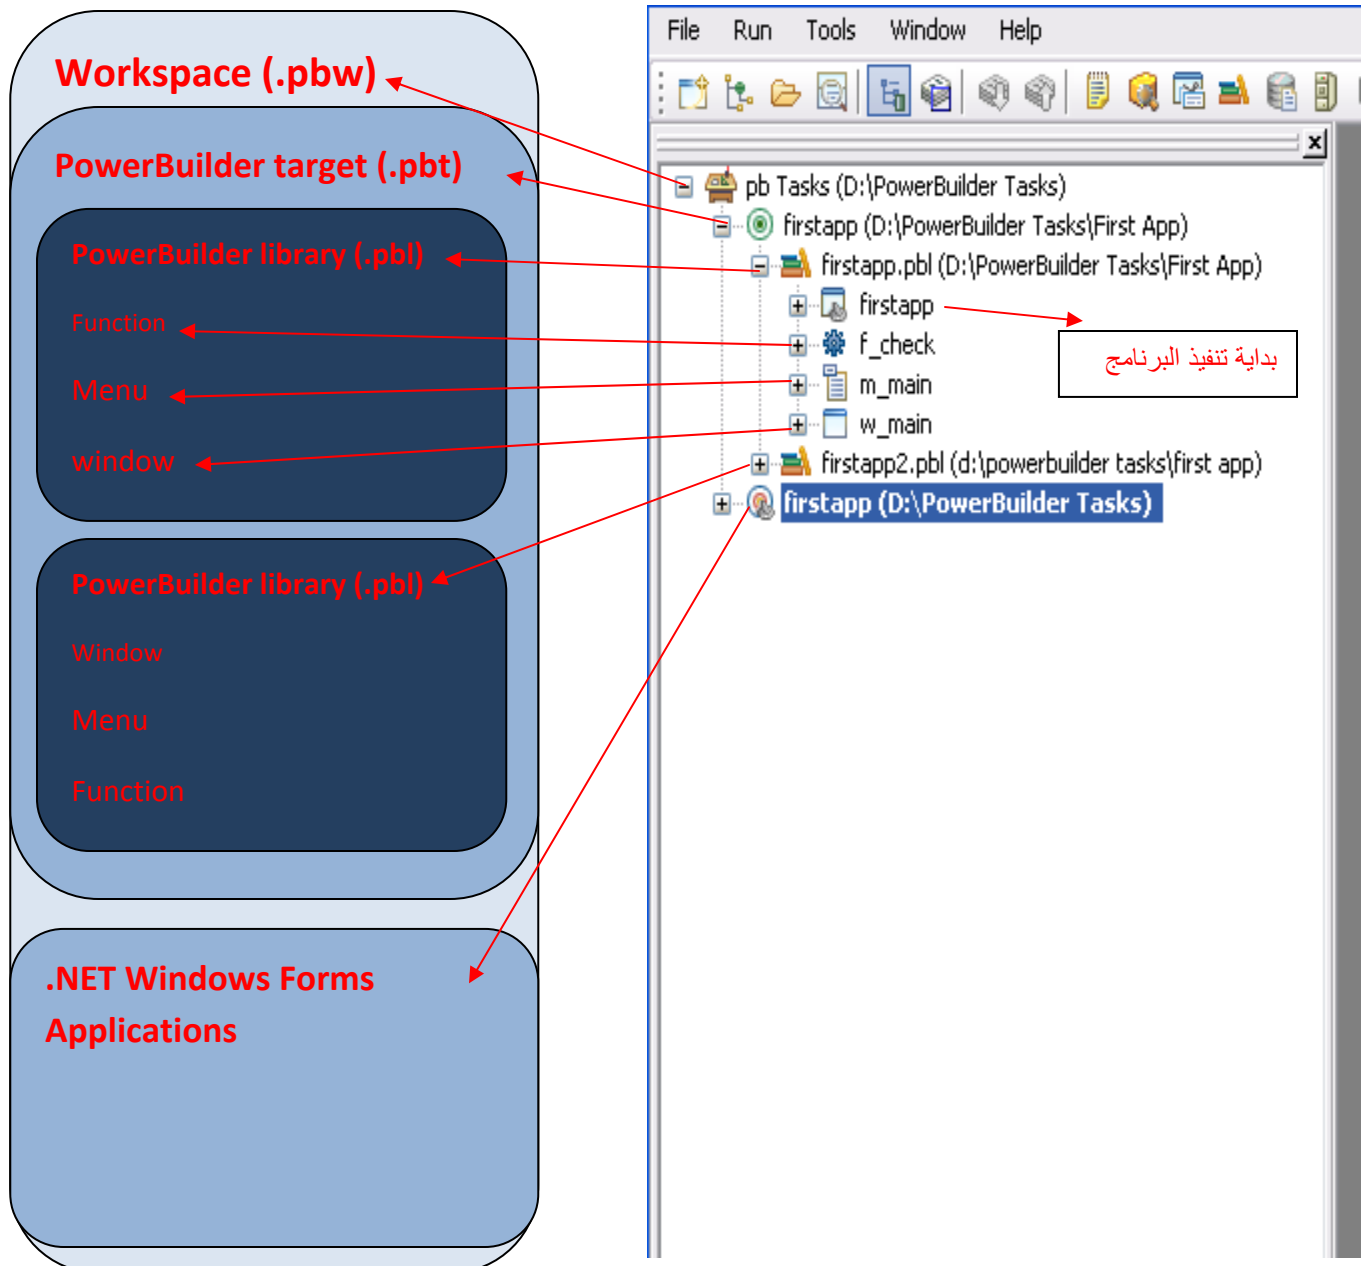 Workspace (.pbw)
PowerBuilder target (.pbt)
PowerBuilder library (.pbl)
Function
Menu
window
PowerBuilder library (.pbl)
Window
Menu
Function
.NET Windows Forms
Applications
File Run Tools Window Help
pb Tasks (D:\PowerBuilder Tasks)
firstapp (D:\PowerBuilder Tasks\First App)
firstapp.pbl (D:\PowerBuilder Tasks\First App)
firstapp
f_check
m_main
w_main
firstapp2.pbl (d:\powerbuilder tasks\first app)
firstapp (D:\PowerBuilder Tasks)
بداية تنفيذ البرنامج